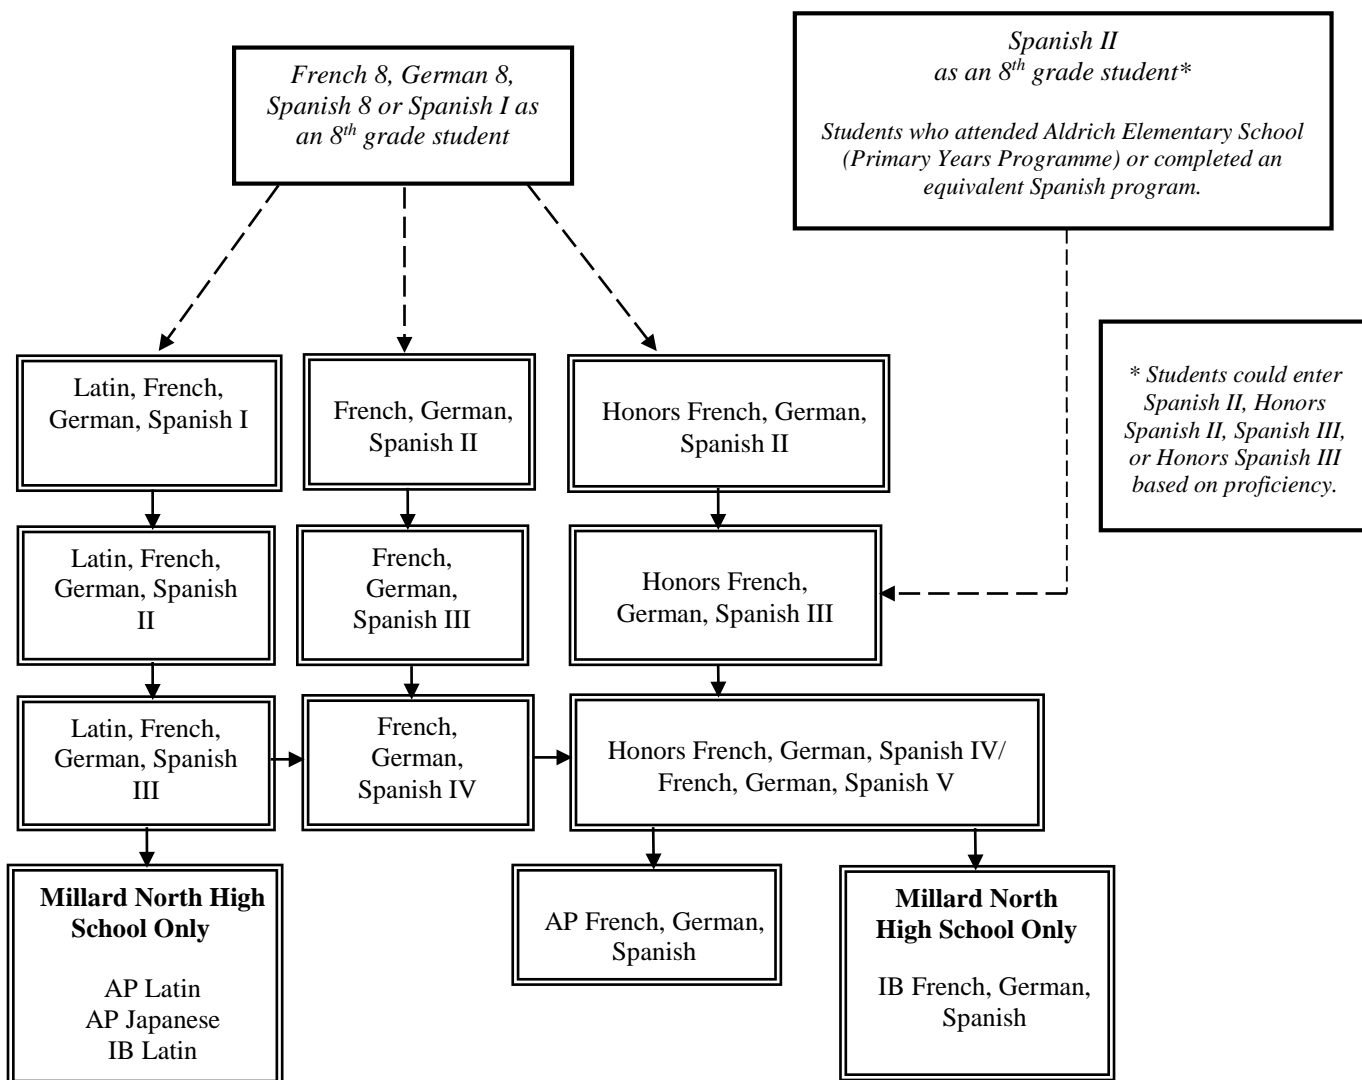 French 8, German 8,
Spanish 8 or Spanish I as
an 8th grade student
Spanish II
as an 8th grade student*
Students who attended Aldrich Elementary School
(Primary Years Programme) or completed an
equivalent Spanish program.
* Students could enter
Spanish II, Honors
Spanish II, Spanish III,
or Honors Spanish III
based on proficiency.
Latin, French,
German, Spanish I
French, German,
Spanish II
Honors French, German,
Spanish II
Latin, French,
German, Spanish
II
French,
German,
Spanish III
Honors French,
German, Spanish III
Latin, French,
German, Spanish
III
French,
German,
Spanish IV
Honors French, German, Spanish IV/
French, German, Spanish V
Millard North High
School Only
AP Latin
AP Japanese
IB Latin
AP French, German,
Spanish
Millard North
High School Only
IB French, German,
Spanish